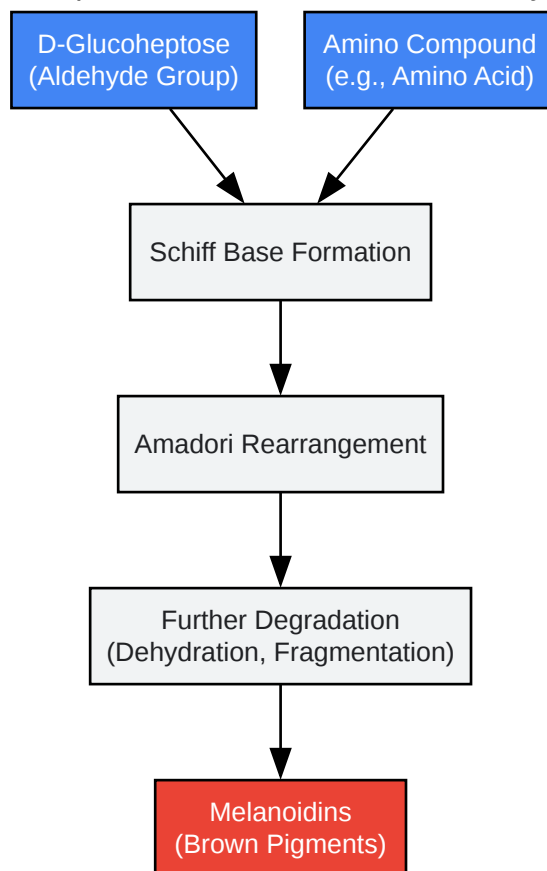 D-Glucoheptose
(Aldehyde Group)
Amino Compound
(e.g., Amino Acid)
Schiff Base Formation
Amadori Rearrangement
Further Degradation
(Dehydration, Fragmentation)
Melanoidins
(Brown Pigments)